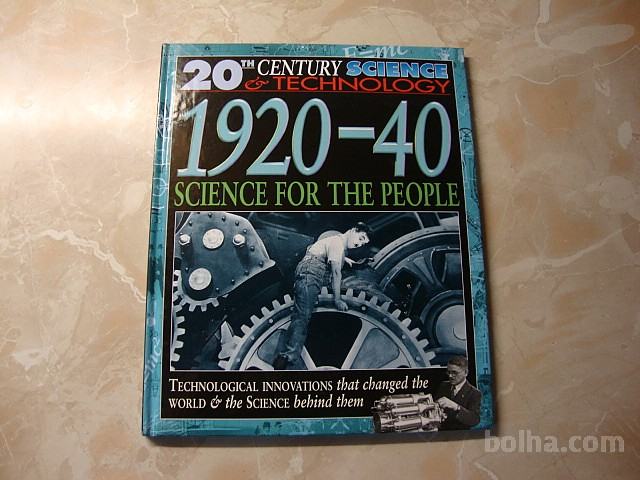 E=mc
20TH CENTURY SCIENCE
& TECHNOLOGY
1920–40
SCIENCE FOR THE PEOPLE
TECHNOLOGICAL INNOVATIONS that changed the
WORLD & the SCIENCE behind them
bolha.com